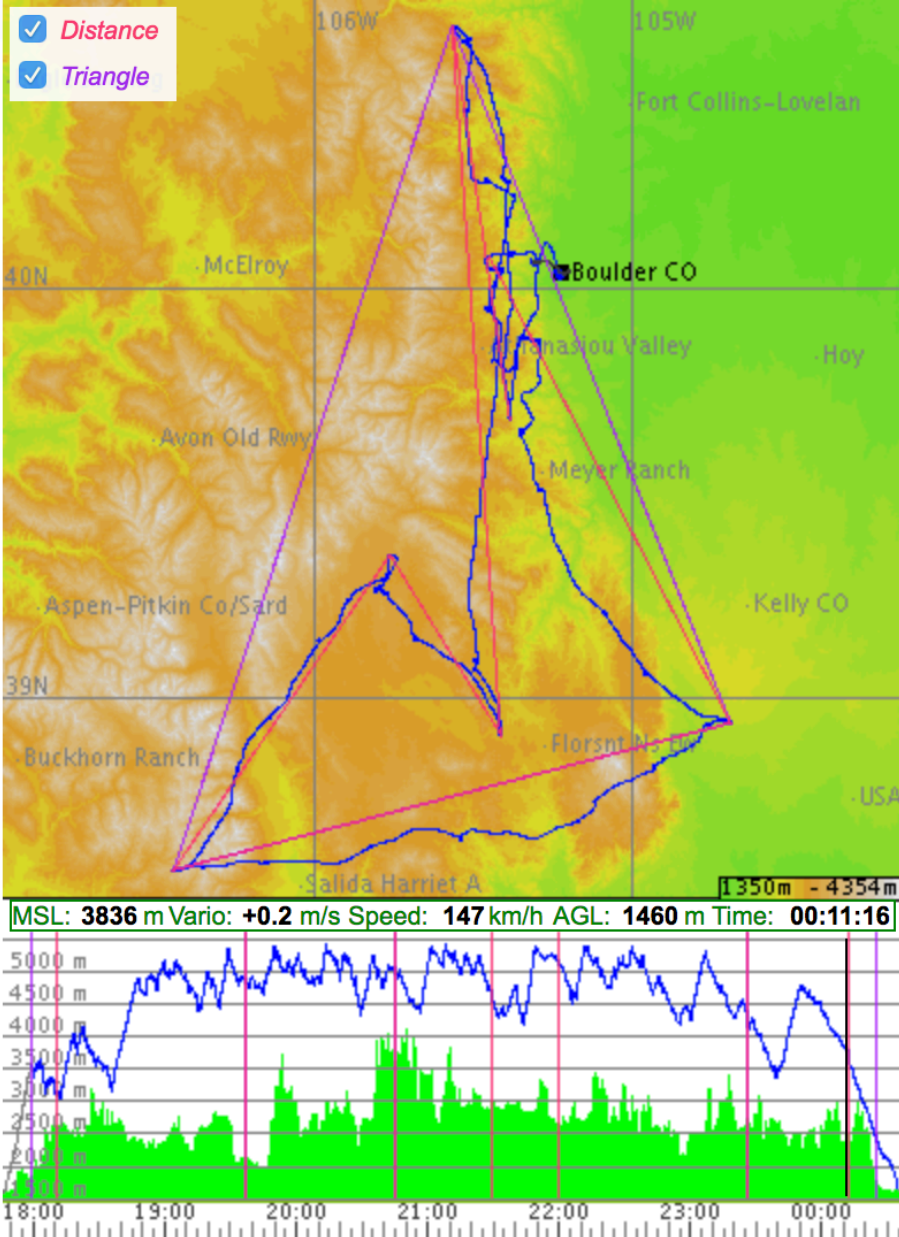 Distance
Triangle
106W 105W
Fort Collins-Lovelan
McElroy
40N
Boulder CO
Valley
Hoy
Avon Old Rwy
Meyer Ranch
Aspen-Pitkin Co/Sard
Kelly CO
39N
Buckhorn Ranch
Florsnt Ns
USA
Salida Harriet A
1350m - 4354m
MSL: 3836 m Vario: +0.2 m/s Speed: 147 km/h AGL: 1460 m Time: 00:11:16
5000 m
4500 m
4000 m
3500 m
3000 m
2500 m
2000 m
1500 m
18:00 19:00 20:00 21:00 22:00 23:00 00:00